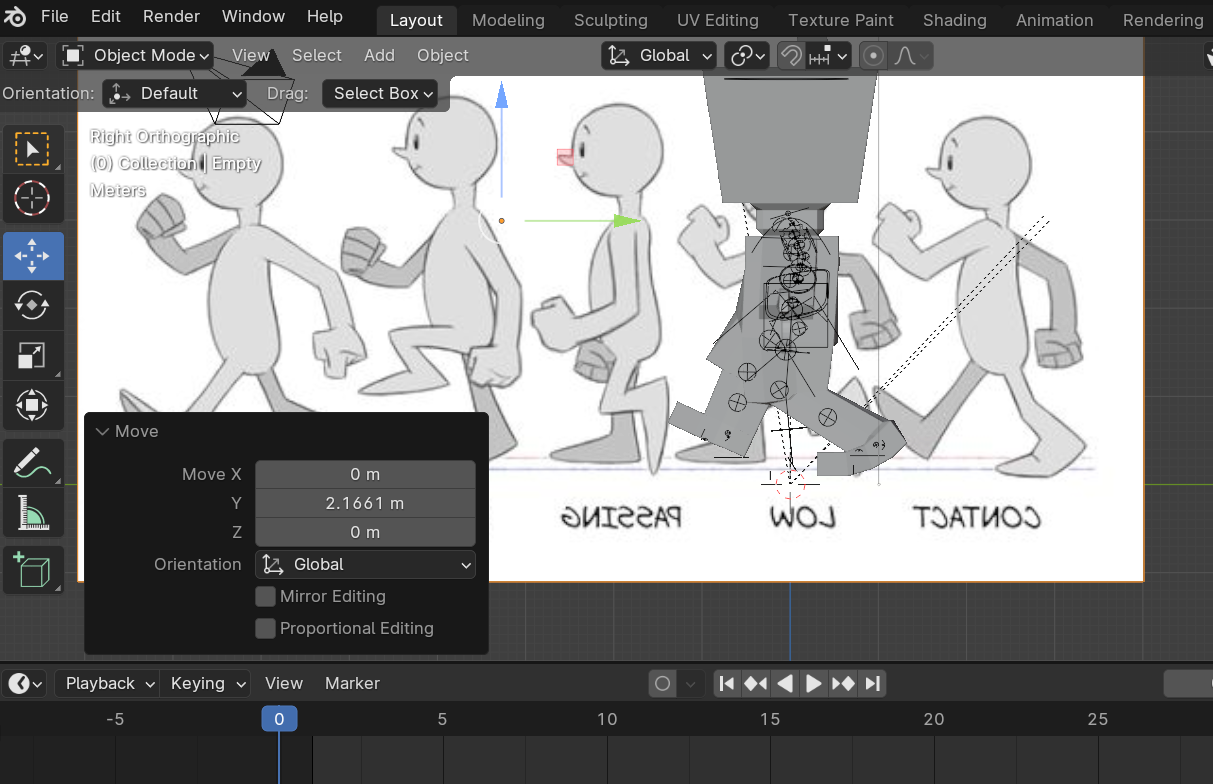 File Edit Render Window Help Layout Modeling Sculpting UV Editing Texture Paint Shading Animation Rendering
Object Mode View Select Add Object Global
Orientation: Default Drag: Select Box
Right Orthographic
(0) Collection | Empty
Meters
PASSING LOW CONTACT
Move
Move X 0 m
Y 2.1661 m
Z 0 m
Orientation Global
Mirror Editing
Proportional Editing
Playback Keying View Marker
-5 0 5 10 15 20 25